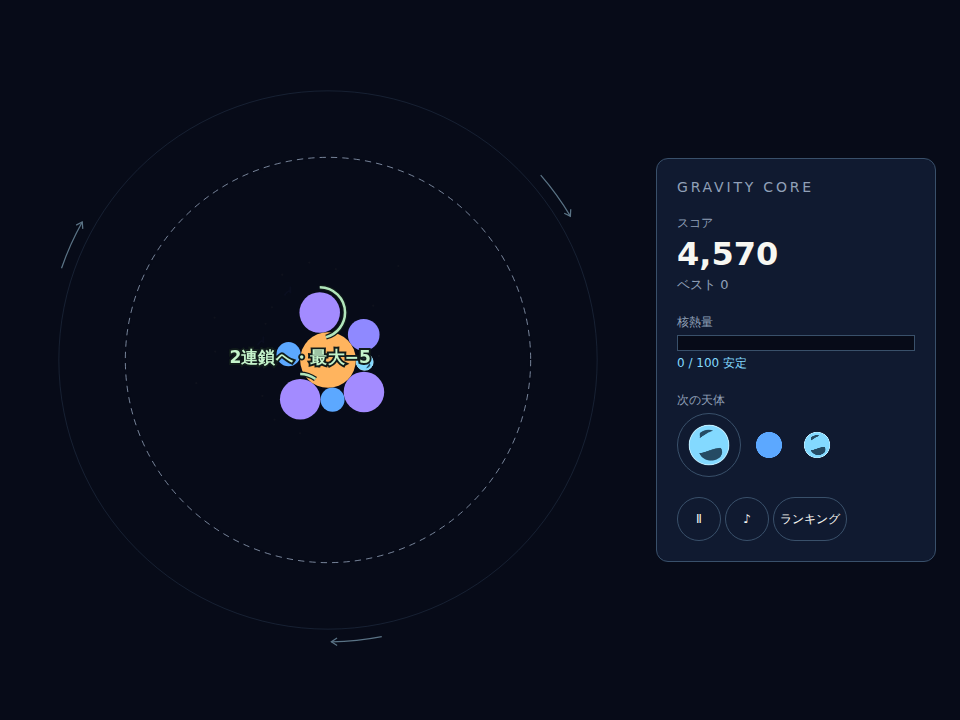 2連鎖へ・最大−5
GRAVITY CORE
スコア
4,570
ベスト 0
核熱量
0 / 100 安定
次の天体
Ⅱ
♪
ランキング